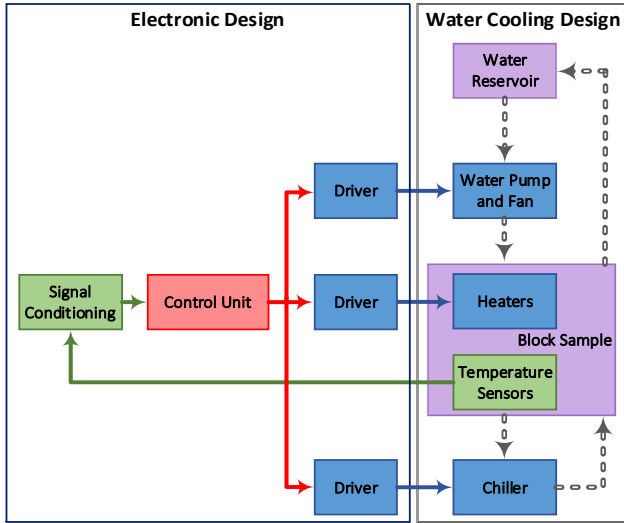 Electronic Design
Water Cooling Design
Water
Reservoir
Driver
Water Pump
and Fan
Signal
Conditioning
Control Unit
Driver
Heaters
Block Sample
Temperature
Sensors
Driver
Chiller